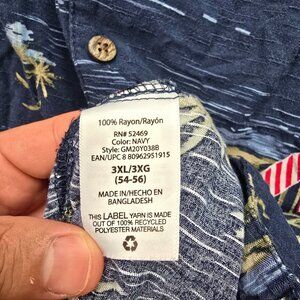 100% Rayon/Rayón
RN# 52469
Color: NAVY
Style: GM20Y038B
EAN/UPC 8 80962951915
3XL/3XG
(54-56)
MADE IN/HECHO EN
BANGLADESH
THIS LABEL YARN IS MADE
OUT OF 100% RECYCLED
POLYESTER MATERIALS